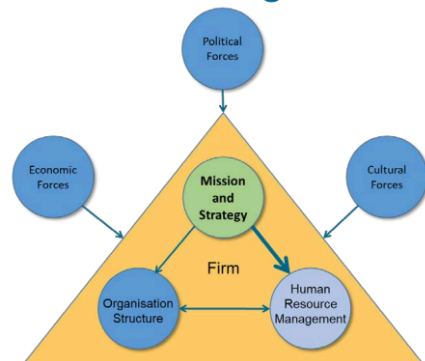 Political
Forces
Economic
Forces
Cultural
Forces
Mission
and
Strategy
Firm
Organisation
Structure
Human
Resource
Management